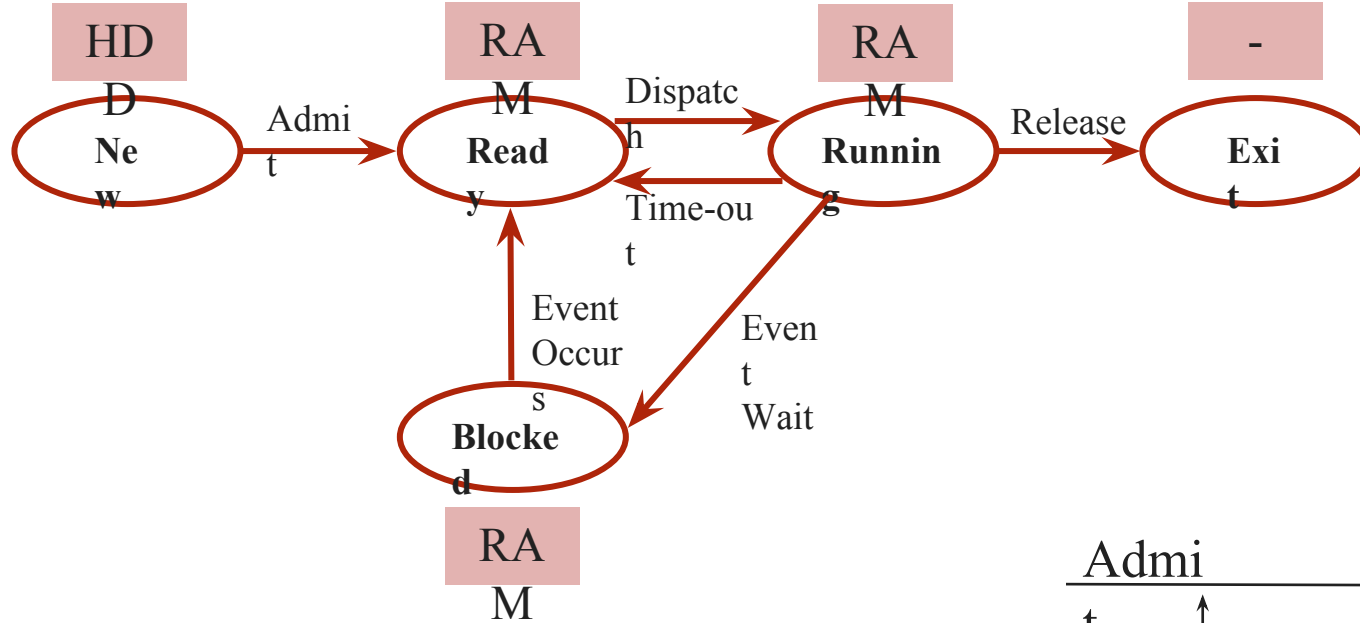 HD
D
RA
M
RA
M
-
Ne
w
Admi
t
Read
y
Dispatc
h
Time-ou
t
Runnin
g
Release
Exi
t
Event
Occur
s
Even
t
Wait
Blocke
d
RA
M
Admi
t